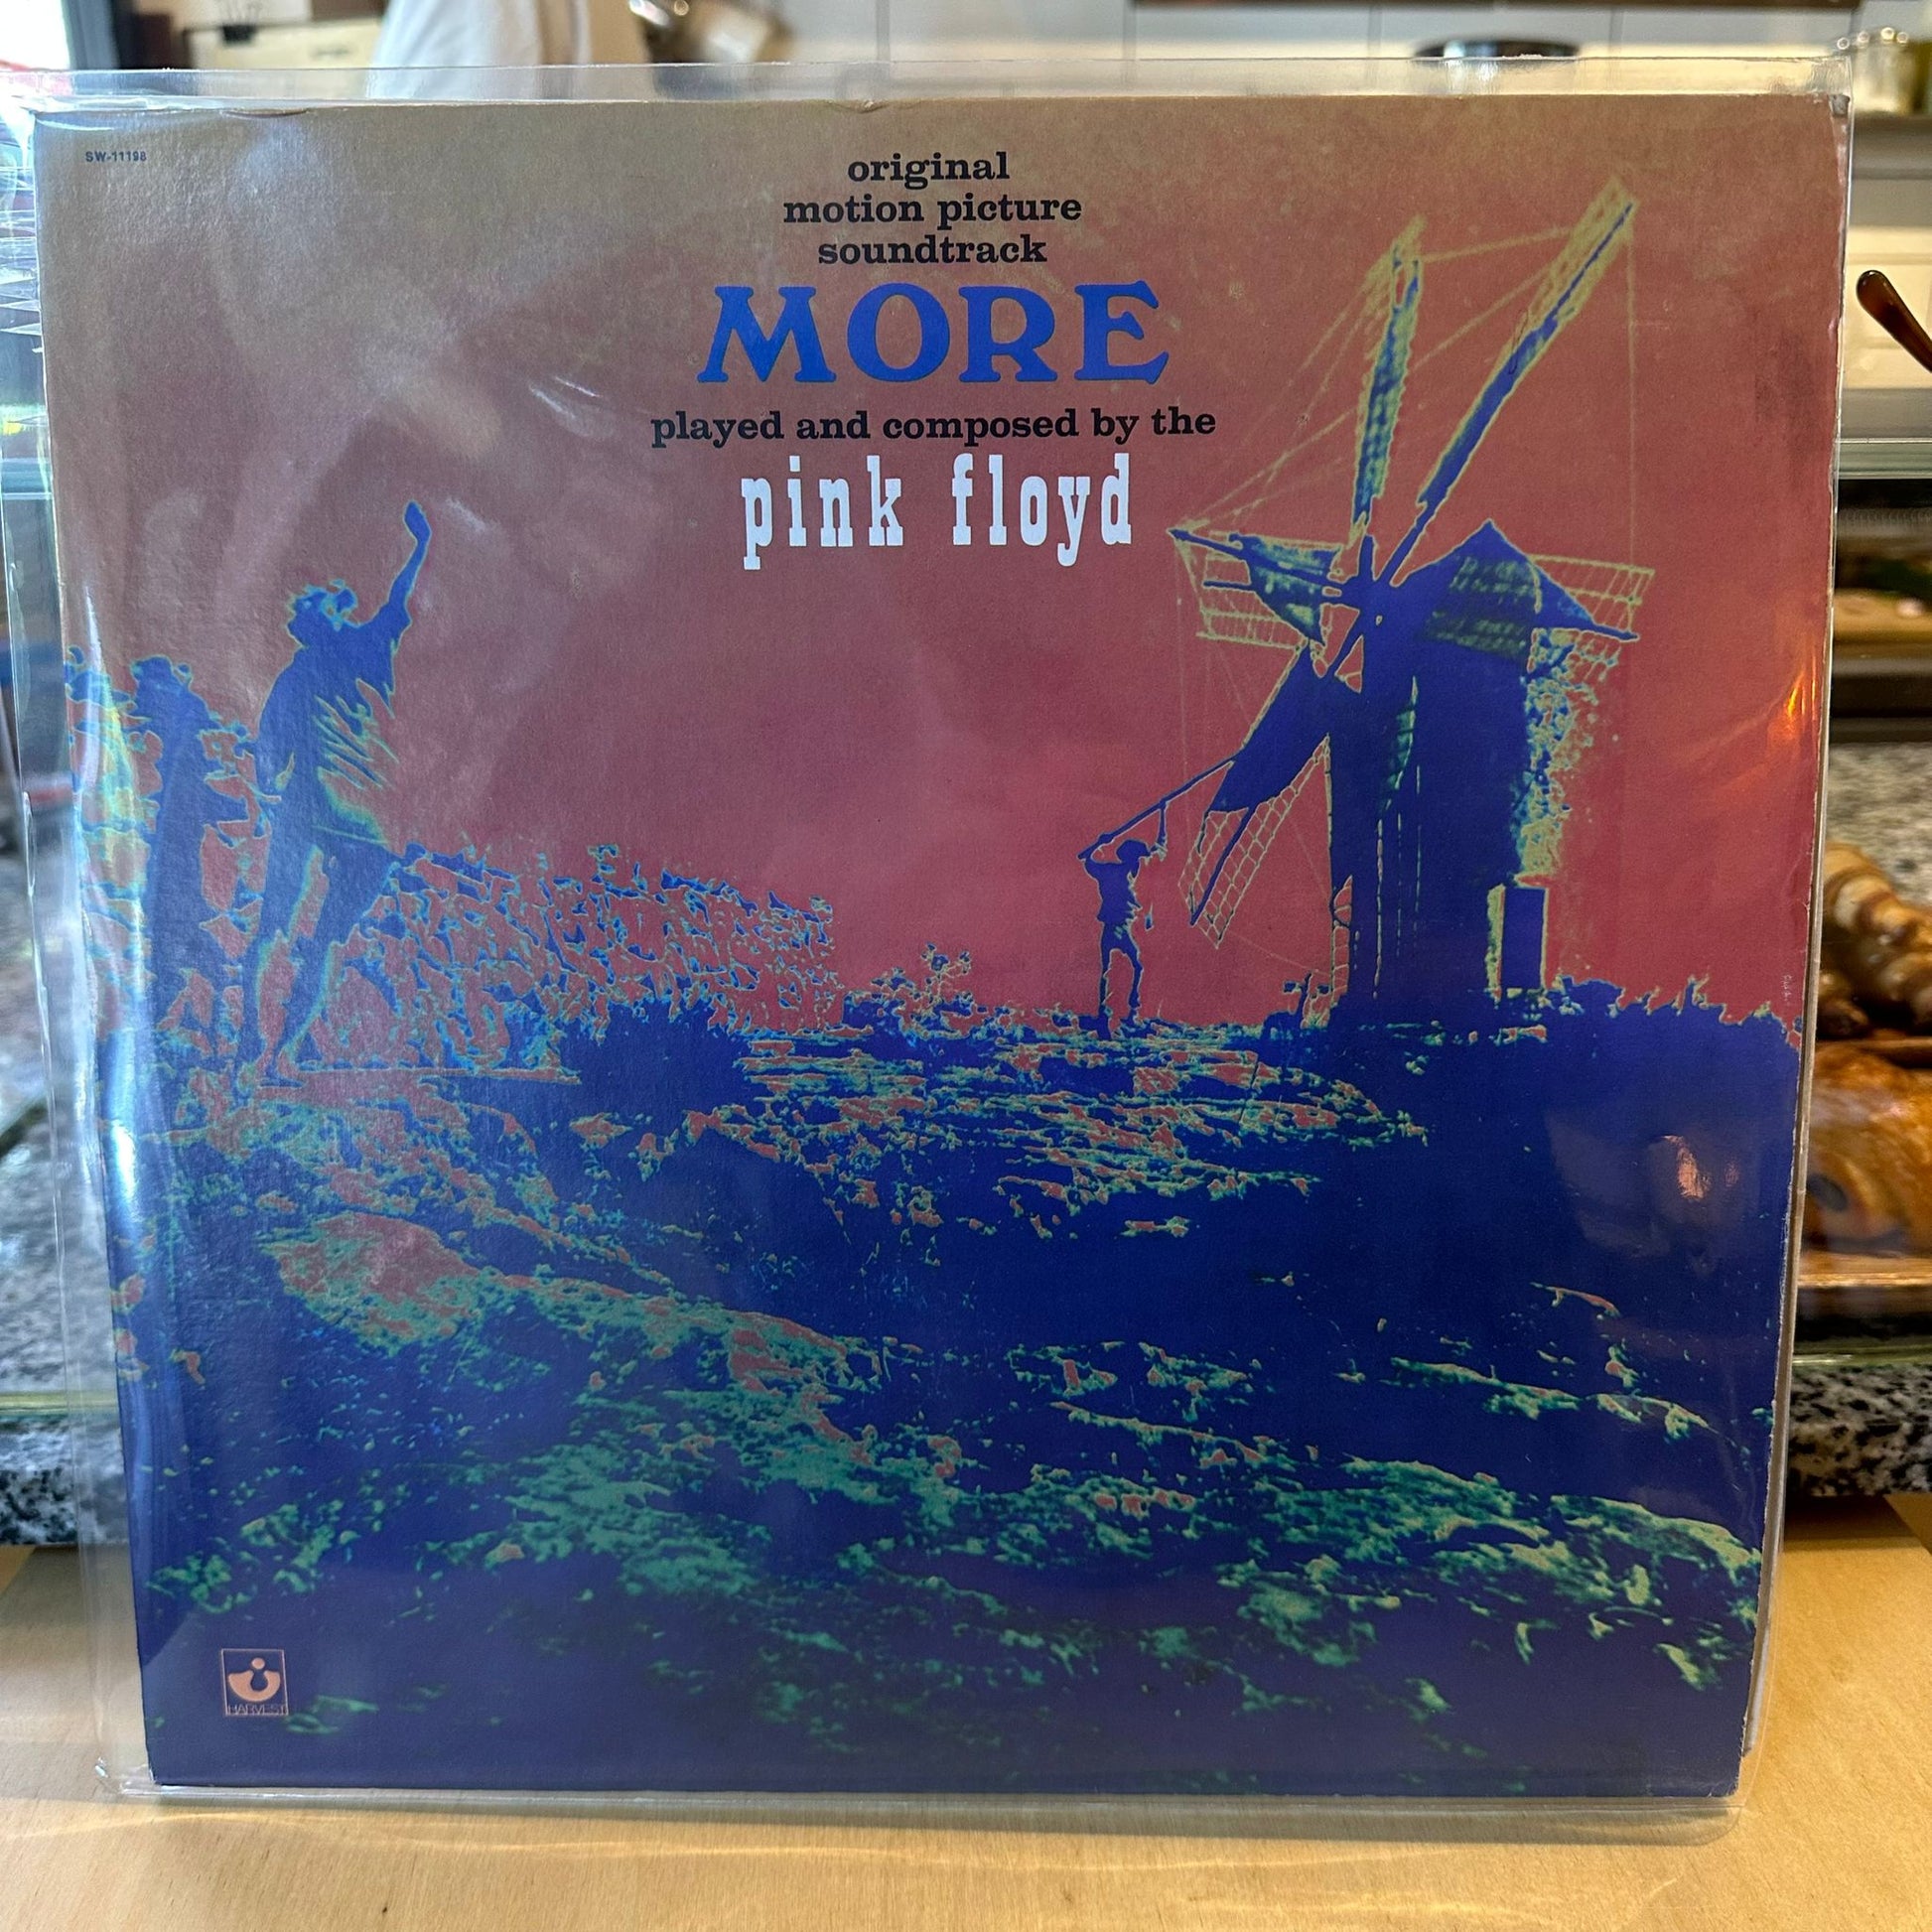 SW-11198
original
motion picture
soundtrack
MORE
played and composed by the
pink floyd
HARVEST